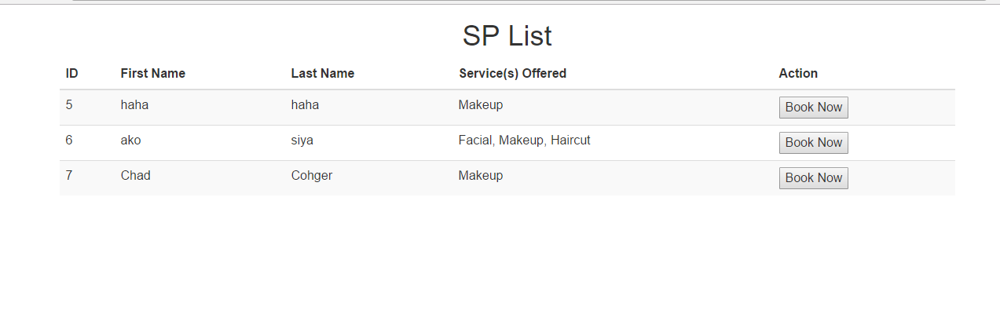 SP List
ID First Name Last Name Service(s) Offered Action
5 haha haha Makeup Book Now
6 ako siya Facial, Makeup, Haircut Book Now
7 Chad Cohger Makeup Book Now